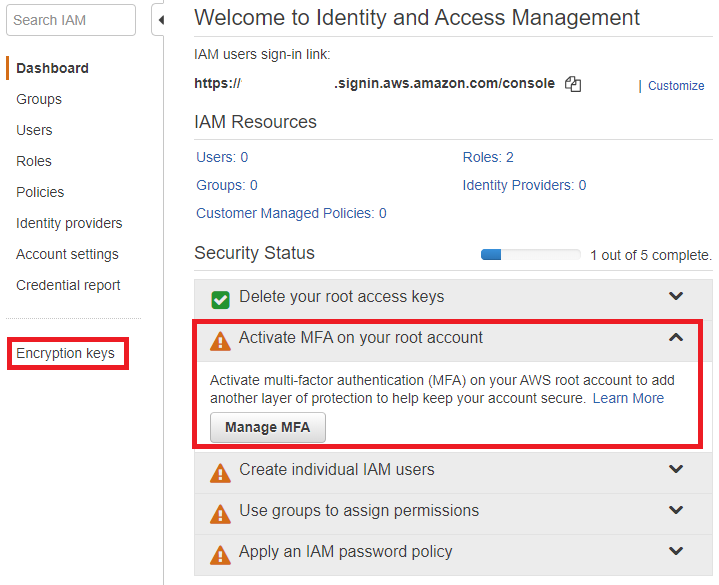 Search IAM
Dashboard
Groups
Users
Roles
Policies
Identity providers
Account settings
Credential report
Encryption keys
Welcome to Identity and Access Management
IAM users sign-in link:
https:// .signin.aws.amazon.com/console | Customize
IAM Resources
Users: 0 Roles: 2
Groups: 0 Identity Providers: 0
Customer Managed Policies: 0
Security Status 1 out of 5 complete.
Delete your root access keys
Activate MFA on your root account
Activate multi-factor authentication (MFA) on your AWS root account to add
another layer of protection to help keep your account secure. Learn More
Manage MFA
Create individual IAM users
Use groups to assign permissions
Apply an IAM password policy